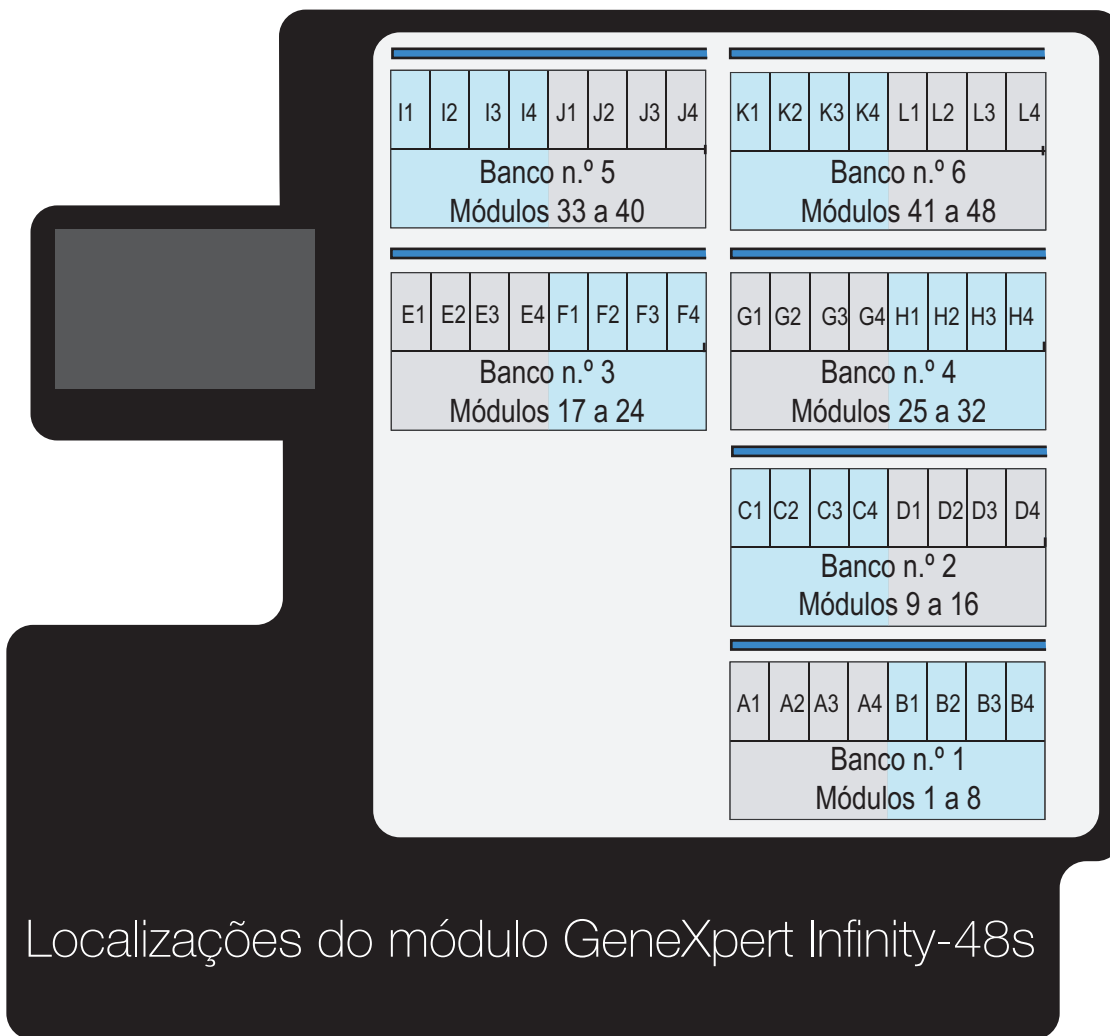 I1 I2 I3 I4 J1 J2 J3 J4
Banco n.º 5
Módulos 33 a 40
K1 K2 K3 K4 L1 L2 L3 L4
Banco n.º 6
Módulos 41 a 48
E1 E2 E3 E4 F1 F2 F3 F4
Banco n.º 3
Módulos 17 a 24
G1 G2 G3 G4 H1 H2 H3 H4
Banco n.º 4
Módulos 25 a 32
C1 C2 C3 C4 D1 D2 D3 D4
Banco n.º 2
Módulos 9 a 16
A1 A2 A3 A4 B1 B2 B3 B4
Banco n.º 1
Módulos 1 a 8
Localizações do módulo GeneXpert Infinity-48s